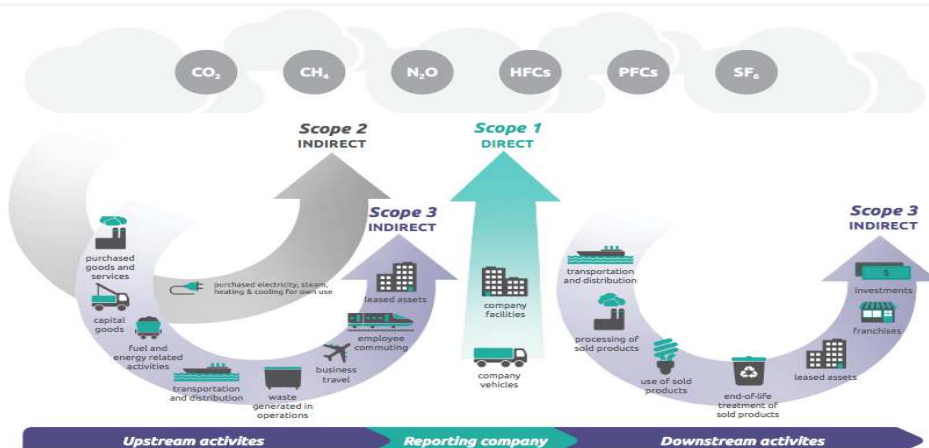 CO₂
CH₄
N₂O
HFCs
PFCs
SF₆
Scope 2
INDIRECT
Scope 1
DIRECT
Scope 3
INDIRECT
Scope 3
INDIRECT
purchased
goods and
services
capital
goods
fuel and
energy related
activities
transportation
and distribution
waste
generated in
operations
business
travel
employee
commuting
leased assets
purchased electricity, steam,
heating & cooling for own use
company
facilities
company
vehicles
transportation
and distribution
processing of
sold products
use of sold
products
end-of-life
treatment of
sold products
leased assets
franchises
$
investments
Upstream activites
Reporting company
Downstream activites